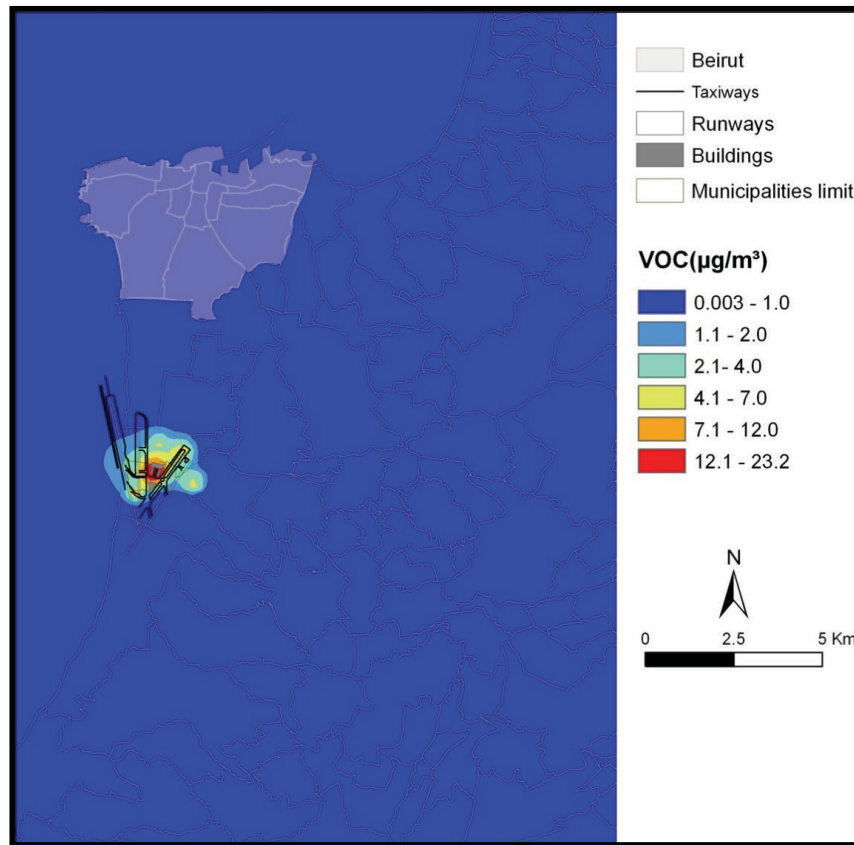 Beirut
Taxiways
Runways
Buildings
Municipalities limit
VOC(µg/m³)
0.003 - 1.0
1.1 - 2.0
2.1- 4.0
4.1 - 7.0
7.1 - 12.0
12.1 - 23.2
N
0 2.5 5 Km